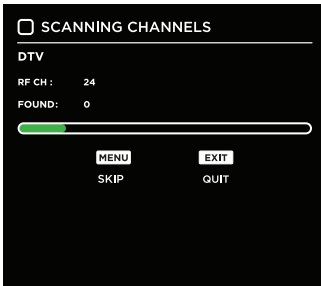 SCANNING CHANNELS
DTV
RF CH : 24
FOUND: 0
MENU EXIT
SKIP QUIT